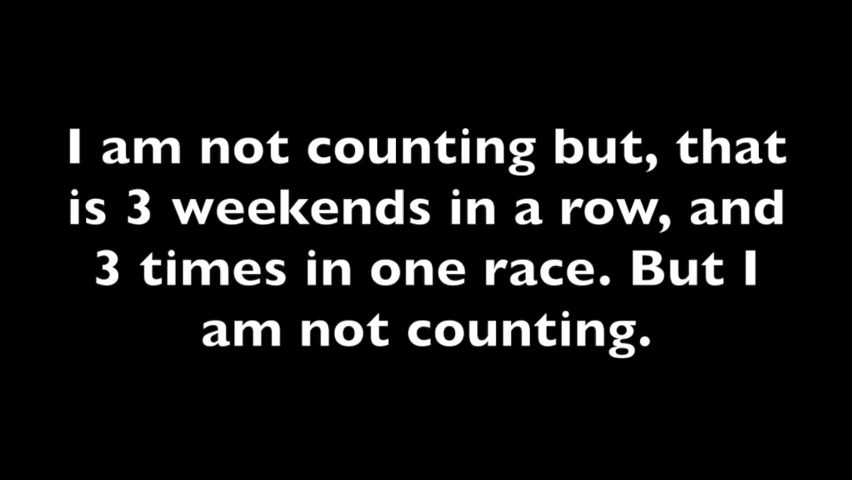 I am not counting but, that
is 3 weekends in a row, and
3 times in one race. But I
am not counting.